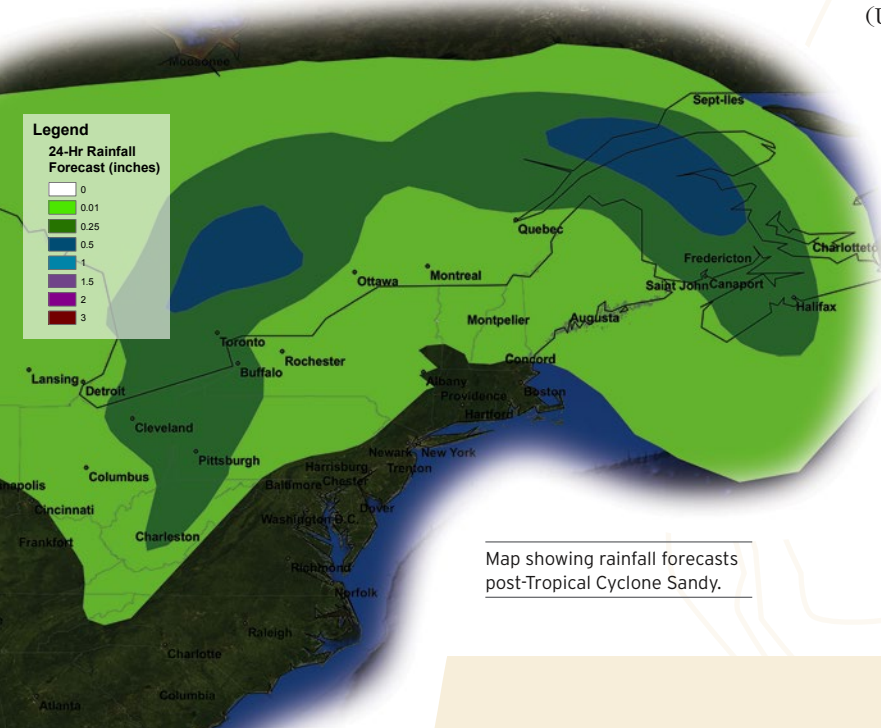 (U
Moosonee
Sept-Iles
Legend
24-Hr Rainfall
Forecast (inches)
0
0.01
0.25
0.5
1
1.5
2
3
Quebec
Charlotteto
Fredericton
Ottawa
Montreal
Saint John
Canaport
Halifax
Montpelier
Augusta
Toronto
Rochester
Concord
Buffalo
Lansing
Detroit
Albany
Boston
Providence
Hartford
Cleveland
Newark
New York
Pittsburgh
Harrisburg
Trenton
Columbus
Baltimore
Chester
napolis
Cincinnati
Dover
Washington D.C.
Frankfort
Charleston
Map showing rainfall forecasts
post-Tropical Cyclone Sandy.
Richmond
Norfolk
Raleigh
Charlotte
Columbia
Atlanta